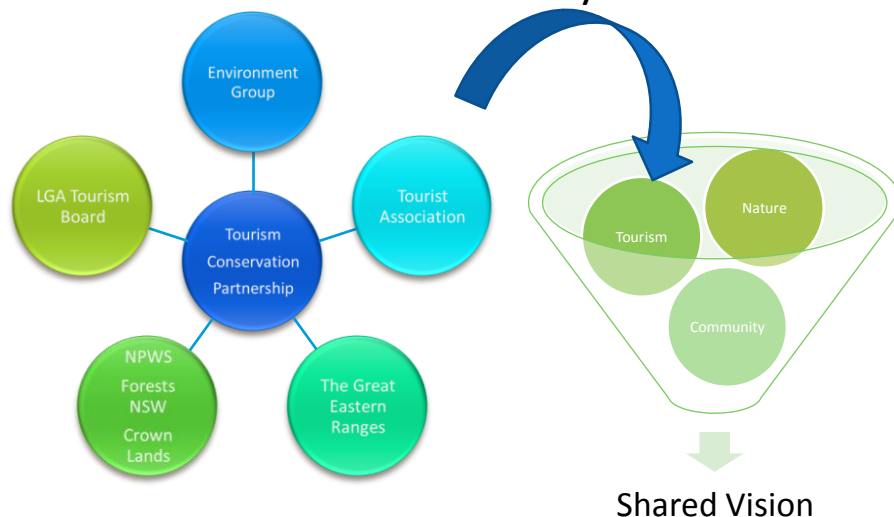 Environment
Group
LGA Tourism
Board
Tourist
Association
Tourism
Conservation
Partnership
NPWS
Forests
NSW
Crown
Lands
The Great
Eastern
Ranges
Tourism
Nature
Community
Shared Vision